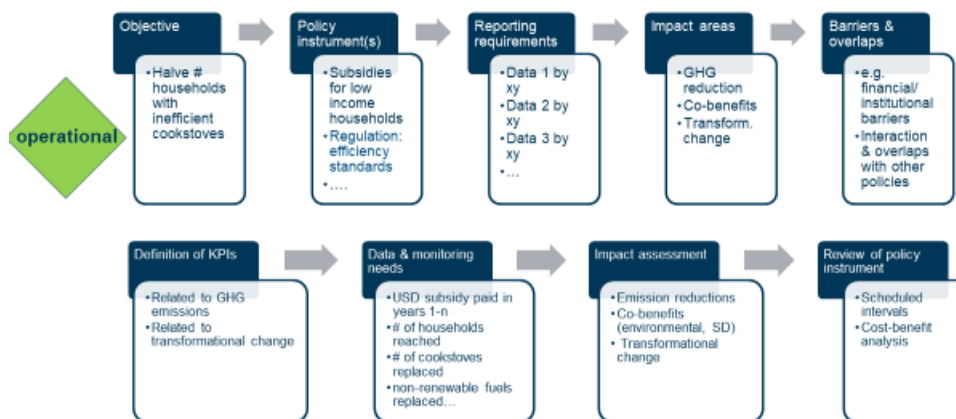 operational
Objective
• Halve #
households
with
inefficient
cookstoves
Policy
instrument(s)
• Subsidies
for low
income
households
• Regulation:
efficiency
standards
• ....
Reporting
requirements
• Data 1 by
xy
• Data 2 by
xy
• Data 3 by
xy
• ...
Impact areas
• GHG
reduction
• Co-benefits
• Transform.
change
Barriers &
overlaps
• e.g.
financial/
institutional
barriers
• Interaction
& overlaps
with other
policies
Definition of KPIs
• Related to GHG
emissions
• Related to
transformational change
Data & monitoring
needs
• USD subsidy paid in
years 1-n
• # of households
reached
• # of cookstoves
replaced
• non-renewable fuels
replaced...
Impact assessment
• Emission reductions
• Co-benefits
(environmental, SD)
• Transformational
change
Review of policy
instrument
• Scheduled
intervals
• Cost-benefit
analysis